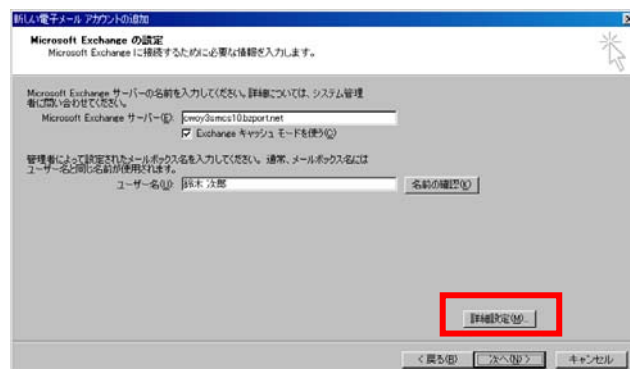 新しい電子メール アカウントの追加
Microsoft Exchange の設定
Microsoft Exchange に接続するために必要な情報を入力します。
Microsoft Exchange サーバーの名前を入力してください。詳細については、システム管理
者に問い合わせてください。
Microsoft Exchange サーバー(E): cwoy3smcs10.bzport.net
Exchange キャッシュ モードを使う(C)
管理者によって設定されたメールボックス名を入力してください。通常、メールボックス名には
ユーザー名と同じ名前が使用されます。
ユーザー名(U): 鈴木 次郎
名前の確認(K)
詳細設定(M)...
< 戻る(B) 次へ(N) > キャンセル